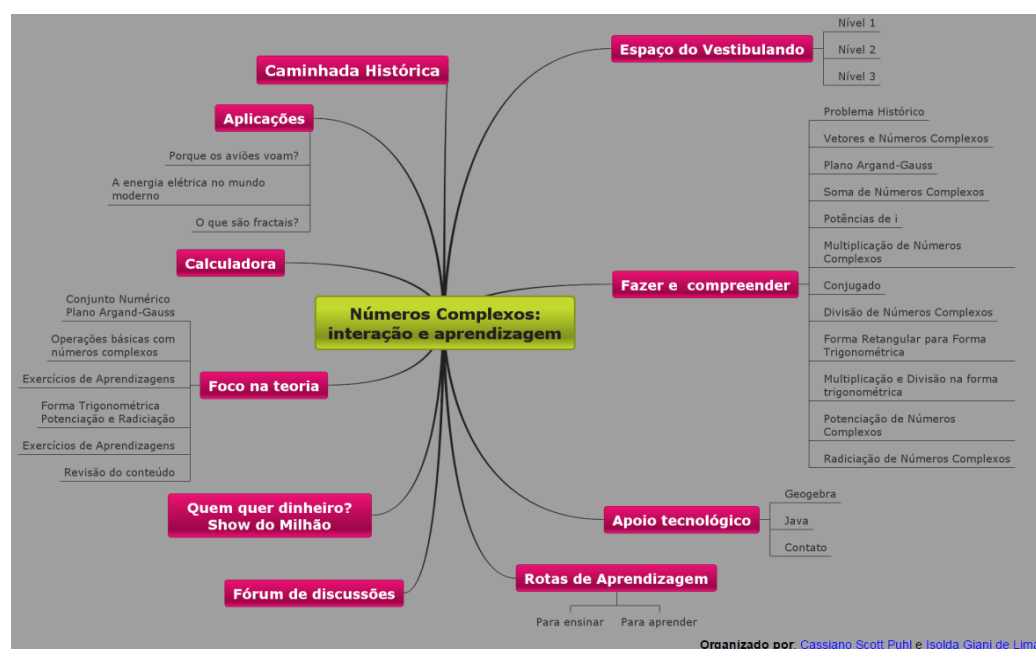 Números Complexos:
interação e aprendizagem
Caminhada Histórica
Aplicações
Porque os aviões voam?
A energia elétrica no mundo
moderno
O que são fractais?
Calculadora
Foco na teoria
Conjunto Numérico
Plano Argand-Gauss
Operações básicas com
números complexos
Exercícios de Aprendizagens
Forma Trigonométrica
Potenciação e Radiciação
Exercícios de Aprendizagens
Revisão do conteúdo
Quem quer dinheiro?
Show do Milhão
Fórum de discussões
Espaço do Vestibulando
Nível 1
Nível 2
Nível 3
Fazer e compreender
Problema Histórico
Vetores e Números Complexos
Plano Argand-Gauss
Soma de Números Complexos
Potências de i
Multiplicação de Números
Complexos
Conjugado
Divisão de Números Complexos
Forma Retangular para Forma
Trigonométrica
Multiplicação e Divisão na forma
trigonométrica
Potenciação de Números
Complexos
Radiciação de Números Complexos
Apoio tecnológico
Geogebra
Java
Contato
Rotas de Aprendizagem
Para ensinar
Para aprender
Organizado por: Cassiano Scott Puhl e Isolda Giani de Lima